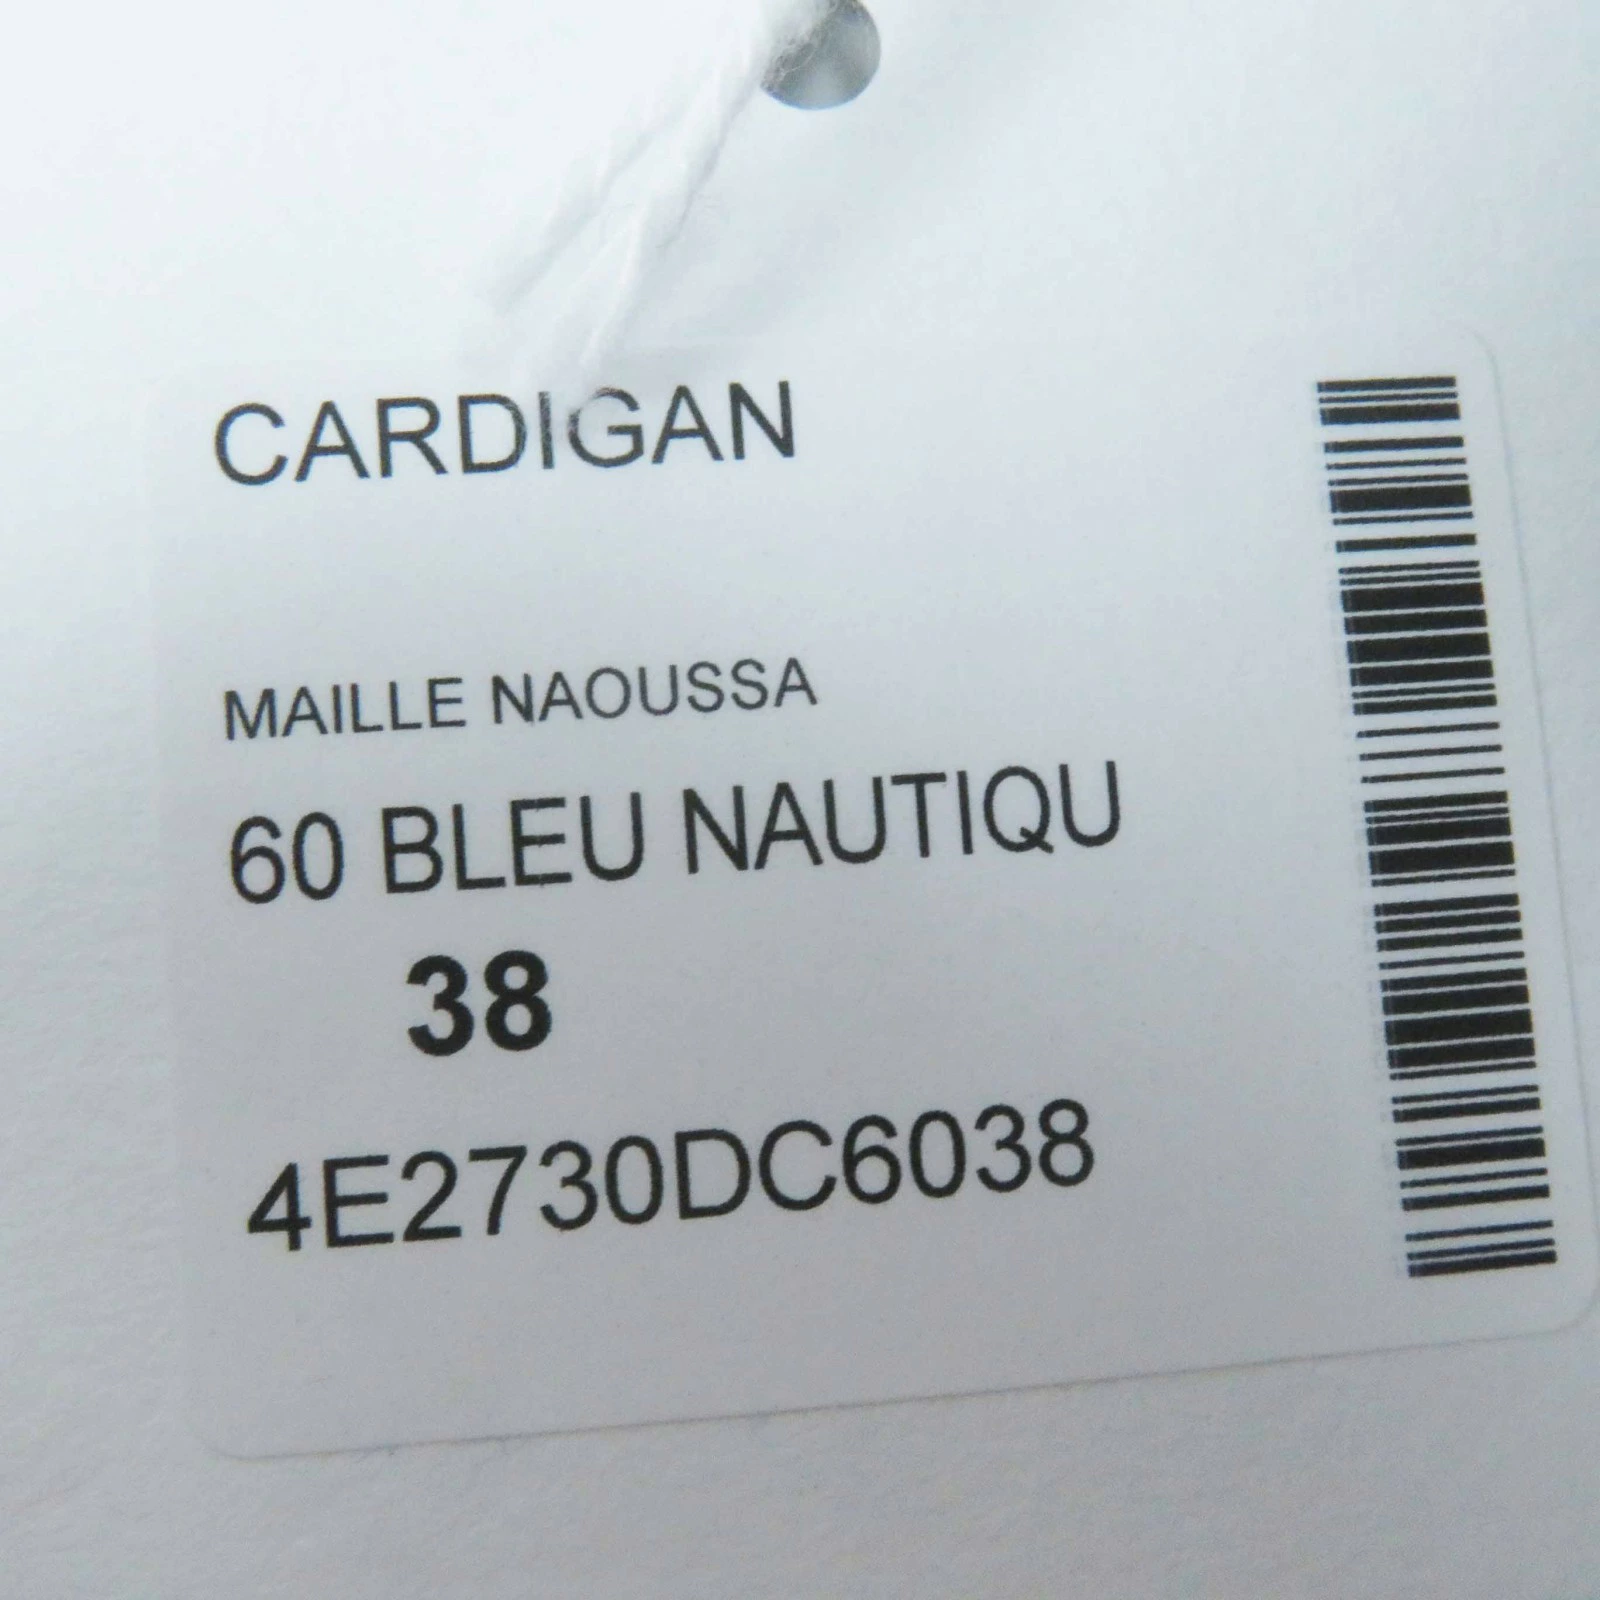 CARDIGAN
MAILLE NAOUSSA
60 BLEU NAUTIQU
38
4E2730DC6038